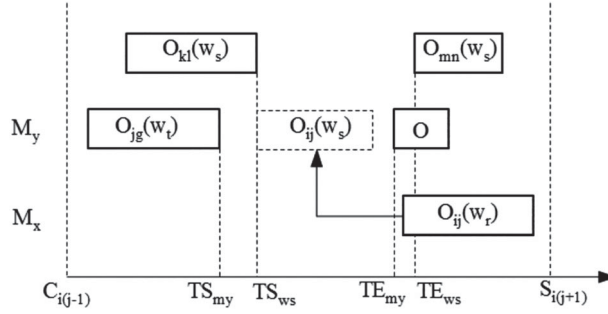 O_kl(w_s) O_mn(w_s)
M_y O_jg(w_t) O_ij(w_s) O
M_x O_ij(w_r)
C_i(j-1) TS_my TS_ws TE_my TE_ws S_i(j+1)